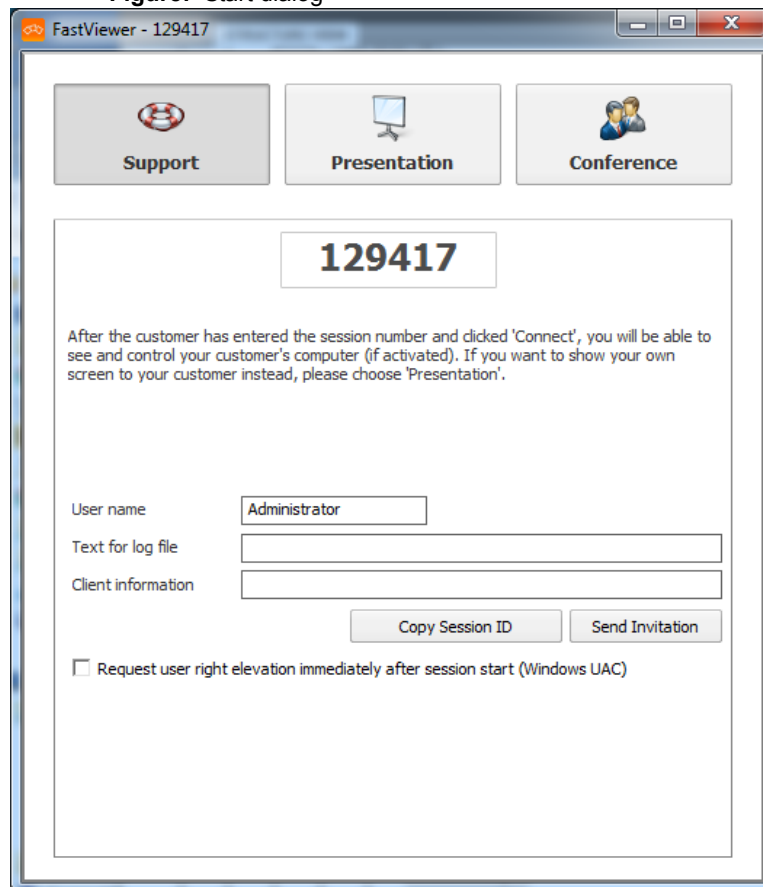 Figure: Start dialog
FastViewer - 129417
Support
Presentation
Conference
129417
After the customer has entered the session number and clicked 'Connect', you will be able to
see and control your customer's computer (if activated). If you want to show your own
screen to your customer instead, please choose 'Presentation'.
User name
Administrator
Text for log file
Client information
Copy Session ID
Send Invitation
Request user right elevation immediately after session start (Windows UAC)